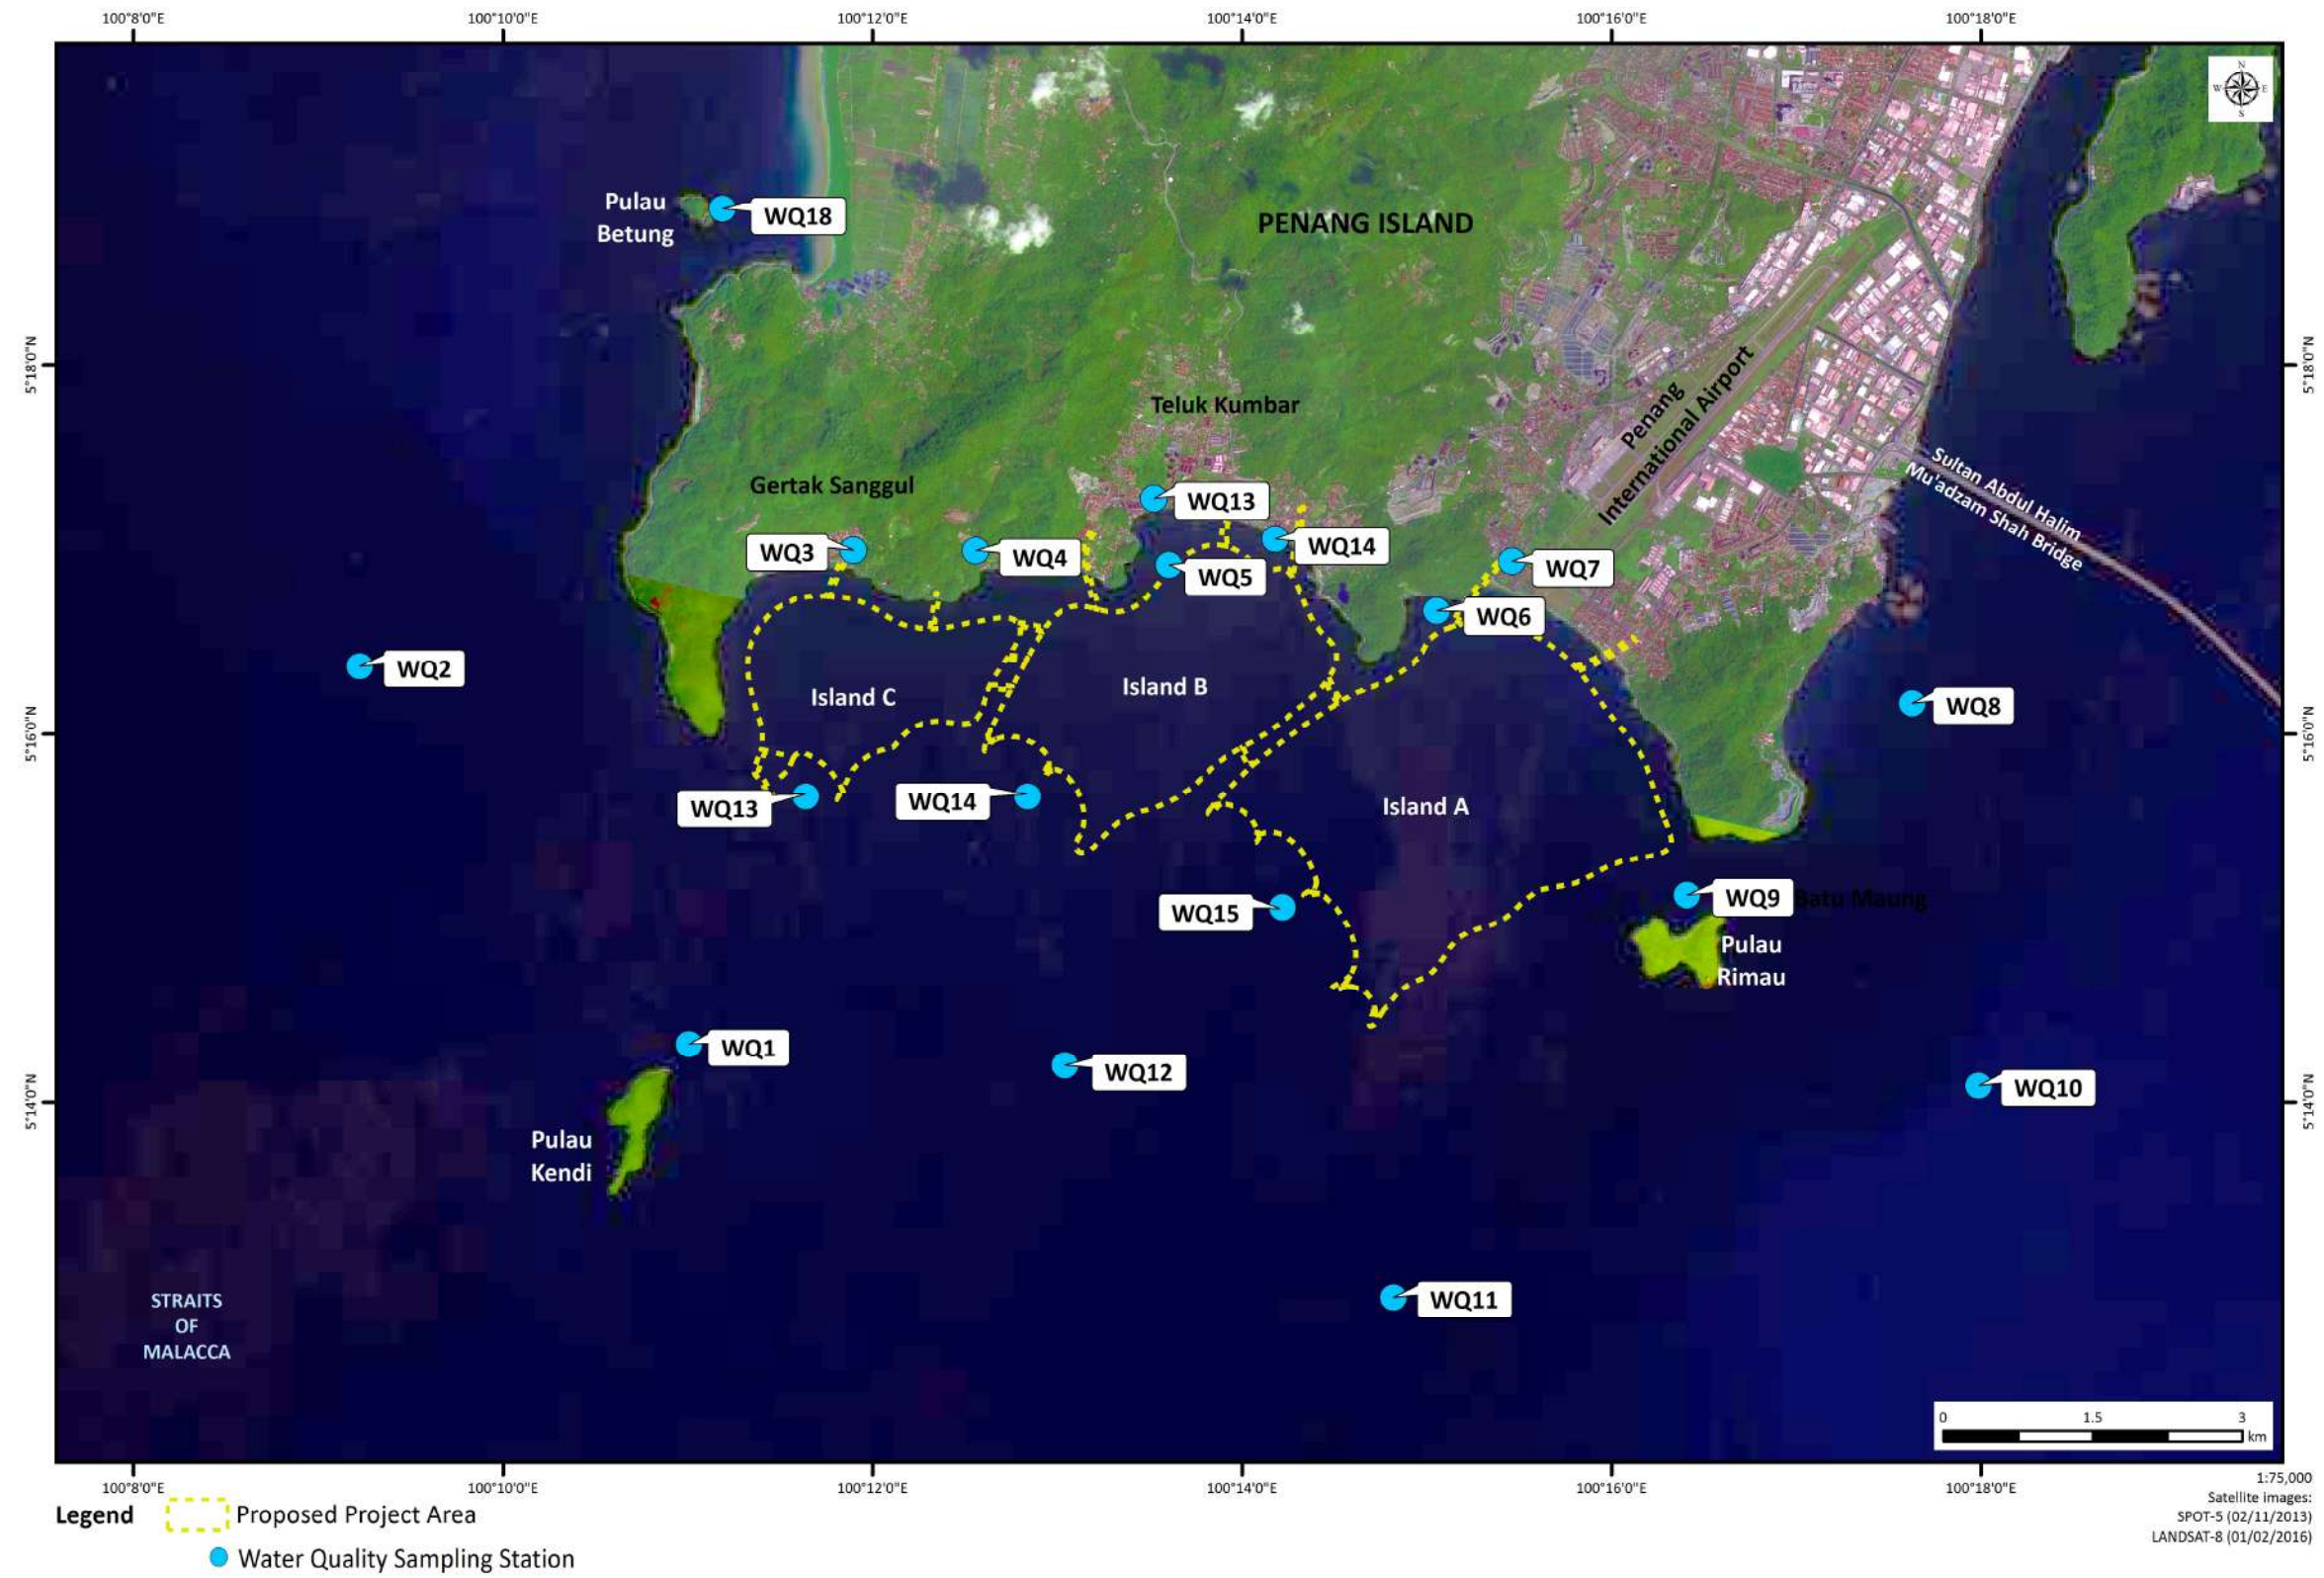 100°8'0"E
100°10'0"E
100°12'0"E
100°14'0"E
100°16'0"E
100°18'0"E
N
W
E
S
Pulau
Betung
WQ18
PENANG ISLAND
5°18'0"N
5°18'0"N
Teluk Kumbar
Penang
International Airport
Gertak Sanggul
Sultan Abdul Halim
Mu'adzam Shah Bridge
WQ13
WQ3
WQ4
WQ14
WQ5
WQ7
WQ6
WQ2
Island C
Island B
WQ8
5°16'0"N
5°16'0"N
WQ13
WQ14
Island A
WQ15
WQ9
Batu Maung
Pulau
Rimau
WQ1
WQ12
WQ10
5°14'0"N
5°14'0"N
Pulau
Kendi
WQ11
STRAITS
OF
MALACCA
0
1.5
3
km
100°8'0"E
100°10'0"E
100°12'0"E
100°14'0"E
100°16'0"E
100°18'0"E
1:75,000
Legend
Proposed Project Area
Water Quality Sampling Station
Satellite images:
SPOT-5 (02/11/2013)
LANDSAT-8 (01/02/2016)